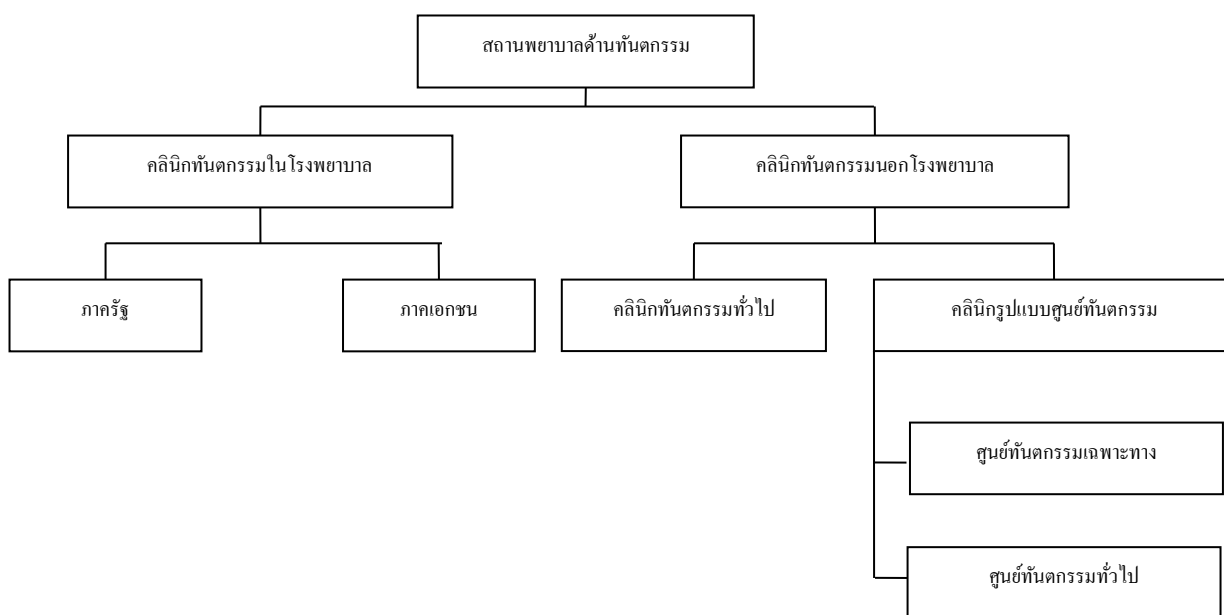 สถานพยาบาลด้านทันตกรรม
คลินิกทันตกรรมในโรงพยาบาล
คลินิกทันตกรรมนอกโรงพยาบาล
ภาครัฐ
ภาคเอกชน
คลินิกทันตกรรมทั่วไป
คลินิกรูปแบบศูนย์ทันตกรรม
ศูนย์ทันตกรรมเฉพาะทาง
ศูนย์ทันตกรรมทั่วไป